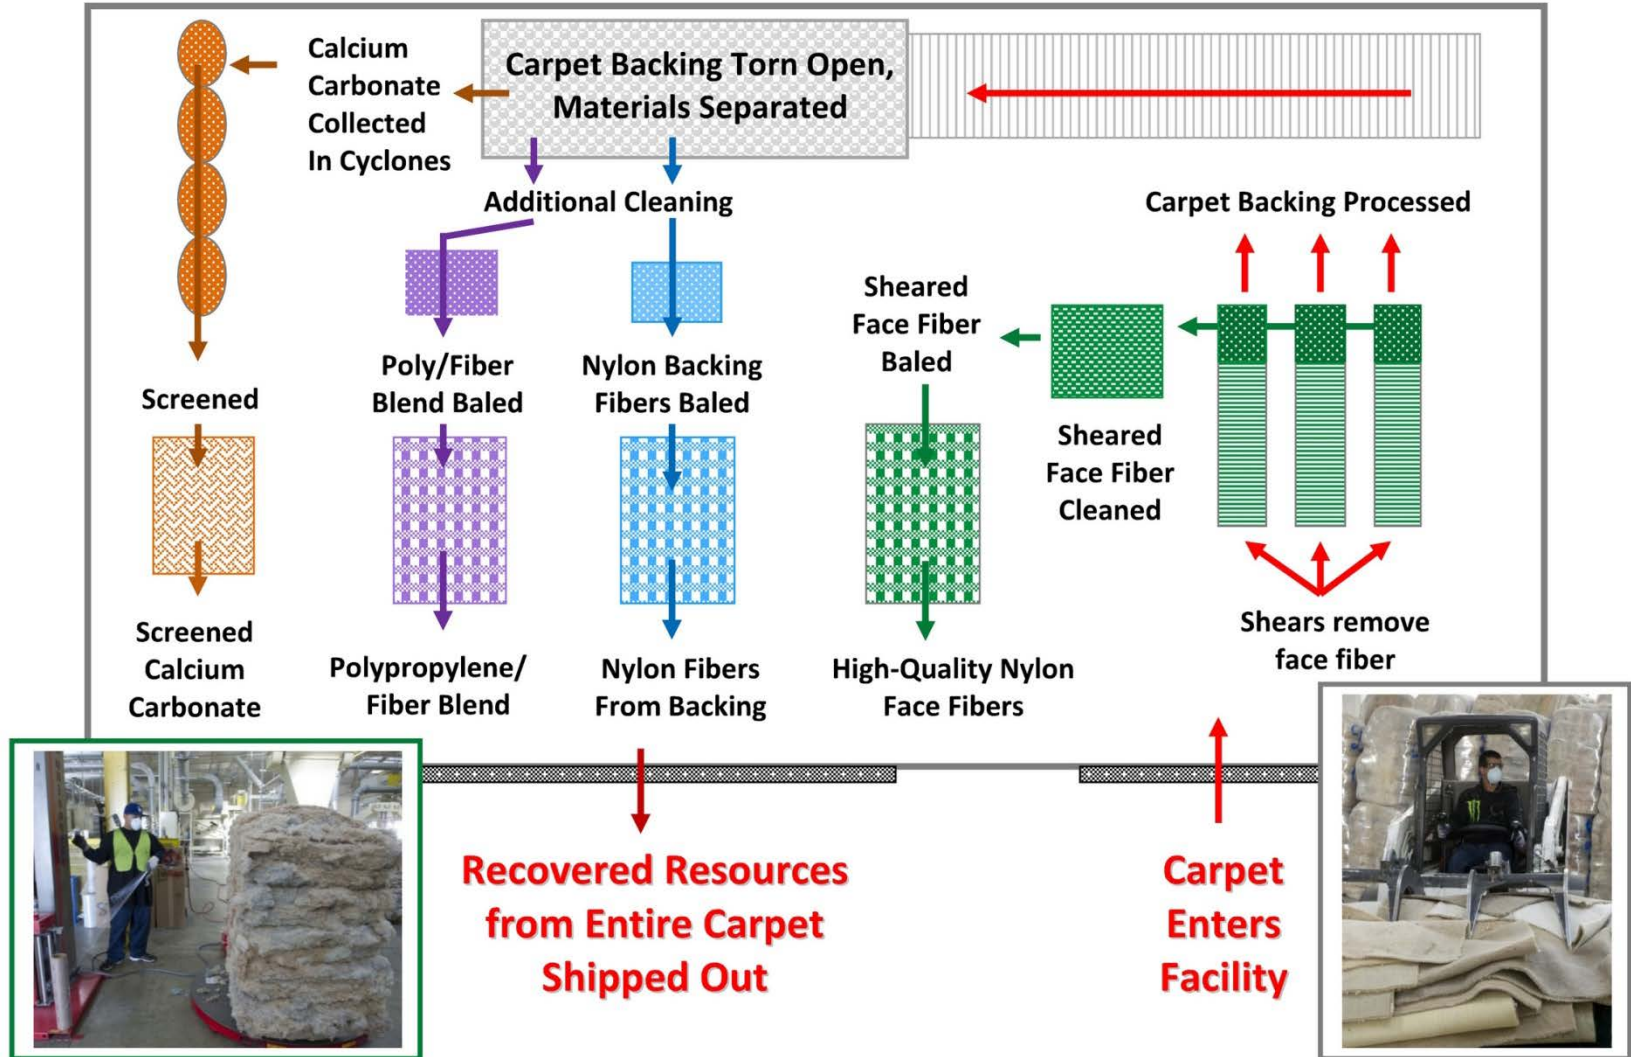 Calcium
Carbonate
Collected
In Cyclones
Carpet Backing Torn Open,
Materials Separated
Additional Cleaning
Carpet Backing Processed
Sheared
Face Fiber
Baled
Poly/Fiber
Blend Baled
Nylon Backing
Fibers Baled
Screened
Sheared
Face Fiber
Cleaned
Shears remove
face fiber
Screened
Calcium
Carbonate
Polypropylene/
Fiber Blend
Nylon Fibers
From Backing
High-Quality Nylon
Face Fibers
Recovered Resources
from Entire Carpet
Shipped Out
Carpet
Enters
Facility